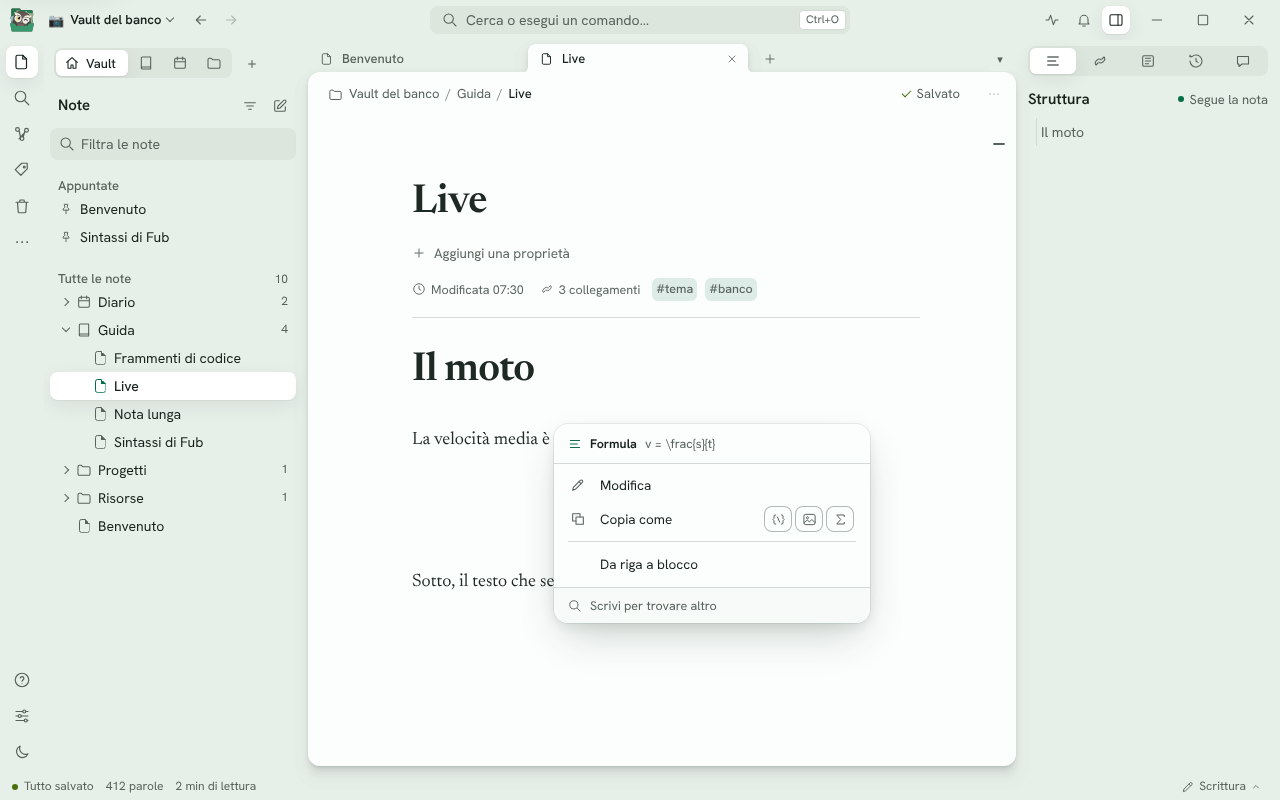 Vault del banco
Cerca o esegui un comando...
Ctrl+O
Vault
Benvenuto
Live
Note
Filtra le note
Appuntate
Benvenuto
Sintassi di Fub
Tutte le note 10
Diario 2
Guida 4
Frammenti di codice
Live
Nota lunga
Sintassi di Fub
Progetti 1
Risorse 1
Benvenuto
Vault del banco / Guida / Live
Salvato
Live
Aggiungi una proprietà
Modificata 07:30 3 collegamenti #tema #banco
Il moto
La velocità media è
Sotto, il testo che se
Formula v = \frac{s}{t}
Modifica
Copia come
Da riga a blocco
Scrivi per trovare altro
Struttura
Segue la nota
Il moto
Tutto salvato 412 parole 2 min di lettura
Scrittura